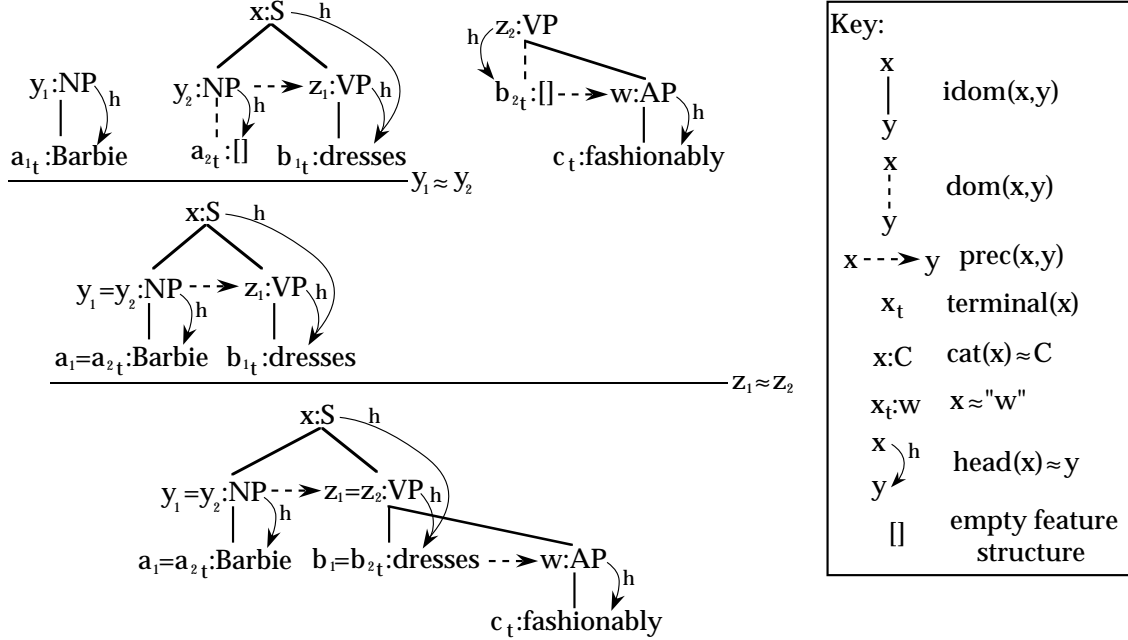 x:S h
h z₂:VP
y₁:NP h
y₂:NP h z₁:VP h
b₂ₜ:[] w:AP h
a₁ₜ:Barbie a₂ₜ:[] b₁ₜ:dresses
cₜ:fashionably
y₁≈y₂
x:S h
y₁=y₂:NP h z₁:VP h
a₁=a₂ₜ:Barbie b₁ₜ:dresses
z₁≈z₂
x:S h
y₁=y₂:NP h z₁=z₂:VP h
a₁=a₂ₜ:Barbie b₁=b₂ₜ:dresses w:AP h
cₜ:fashionably
Key:
x
idom(x,y)
y
x
dom(x,y)
y
x y prec(x,y)
xₜ terminal(x)
x:C cat(x)≈C
xₜ:w x≈"w"
x h
head(x)≈y
y
[] empty feature
structure